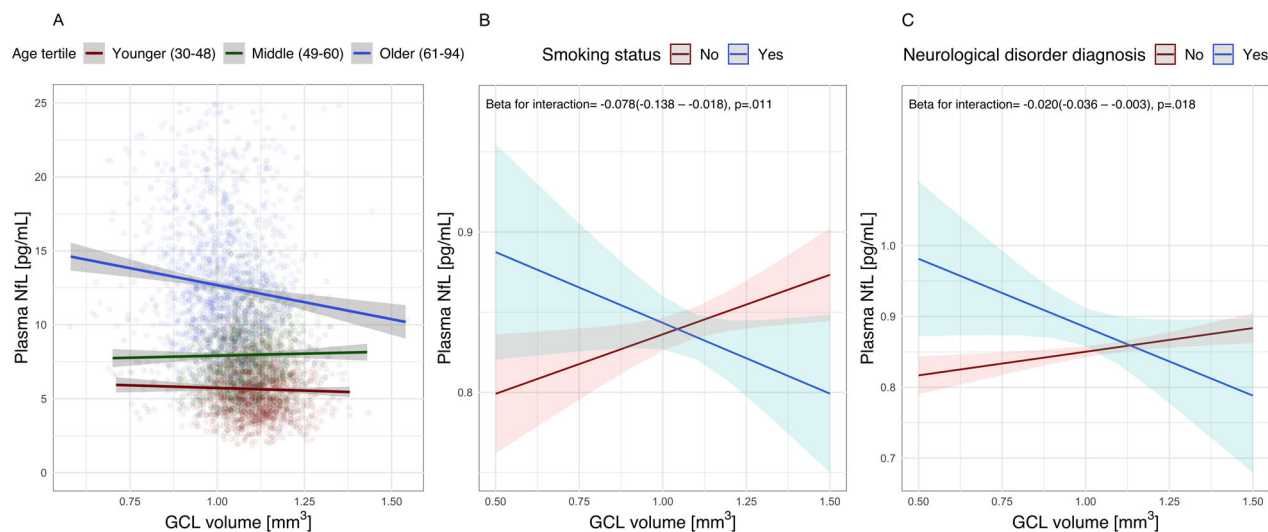 A
Age tertile Younger (30-48) Middle (49-60) Older (61-94)
Plasma NfL [pg/mL]
25
20
15
10
5
0
0.75 1.00 1.25 1.50
GCL volume [mm³]
B
Smoking status No Yes
Beta for interaction= -0.078(-0.138 – -0.018), p=.011
Plasma NfL [pg/mL]
0.9
0.8
0.50 0.75 1.00 1.25 1.50
GCL volume [mm³]
C
Neurological disorder diagnosis No Yes
Beta for interaction= -0.020(-0.036 – -0.003), p=.018
Plasma NfL [pg/mL]
1.0
0.9
0.8
0.7
0.50 0.75 1.00 1.25 1.50
GCL volume [mm³]